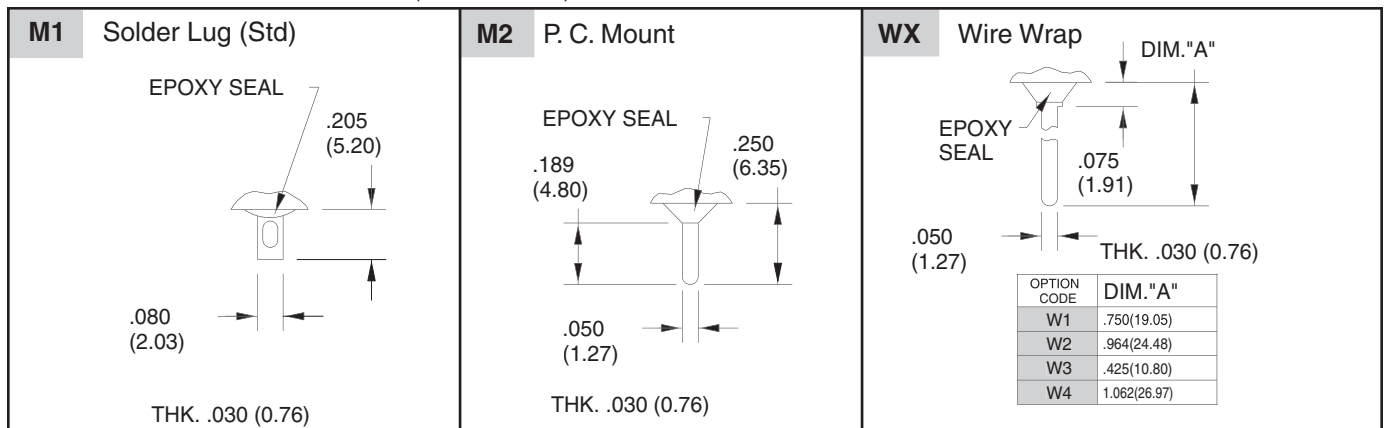 M1 Solder Lug (Std)
EPOXY SEAL
.205
(5.20)
.080
(2.03)
THK. .030 (0.76)
M2 P. C. Mount
EPOXY SEAL
.250
(6.35)
.189
(4.80)
.050
(1.27)
THK. .030 (0.76)
WX Wire Wrap
DIM."A"
EPOXY
SEAL
.075
(1.91)
.050
(1.27)
THK. .030 (0.76)
OPTION
CODE
DIM."A"
W1 .750(19.05)
W2 .964(24.48)
W3 .425(10.80)
W4 1.062(26.97)